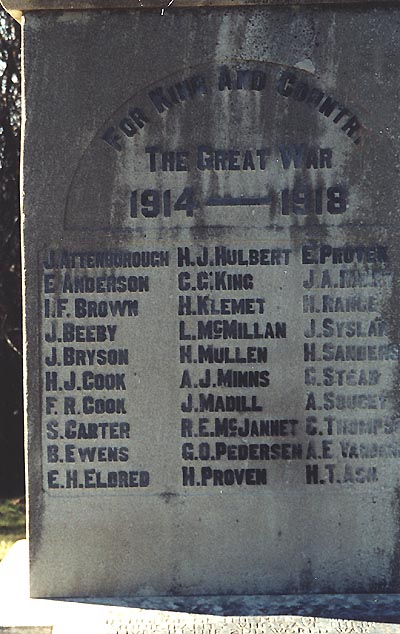 FOR KING AND COUNTRY.
THE GREAT WAR
1914 — 1918
J. ATTENBOROUGH H. J. HULBERT E. PROVEN
E. ANDERSON C. G. KING J. A.
I. F. BROWN H. KLEMET H.
J. BEEBY L. MCMILLAN J.
J. BRYSON H. MULLEN H. SANDERS
H. J. COOK A. J. MINNS C. STEAD
F. R. COOK J. MADILL A.
S. CARTER R. E. MCJANNET C.
B. EWENS G. O. PEDERSEN A. E.
E. H. ELDRED H. PROVEN H. T. ASH